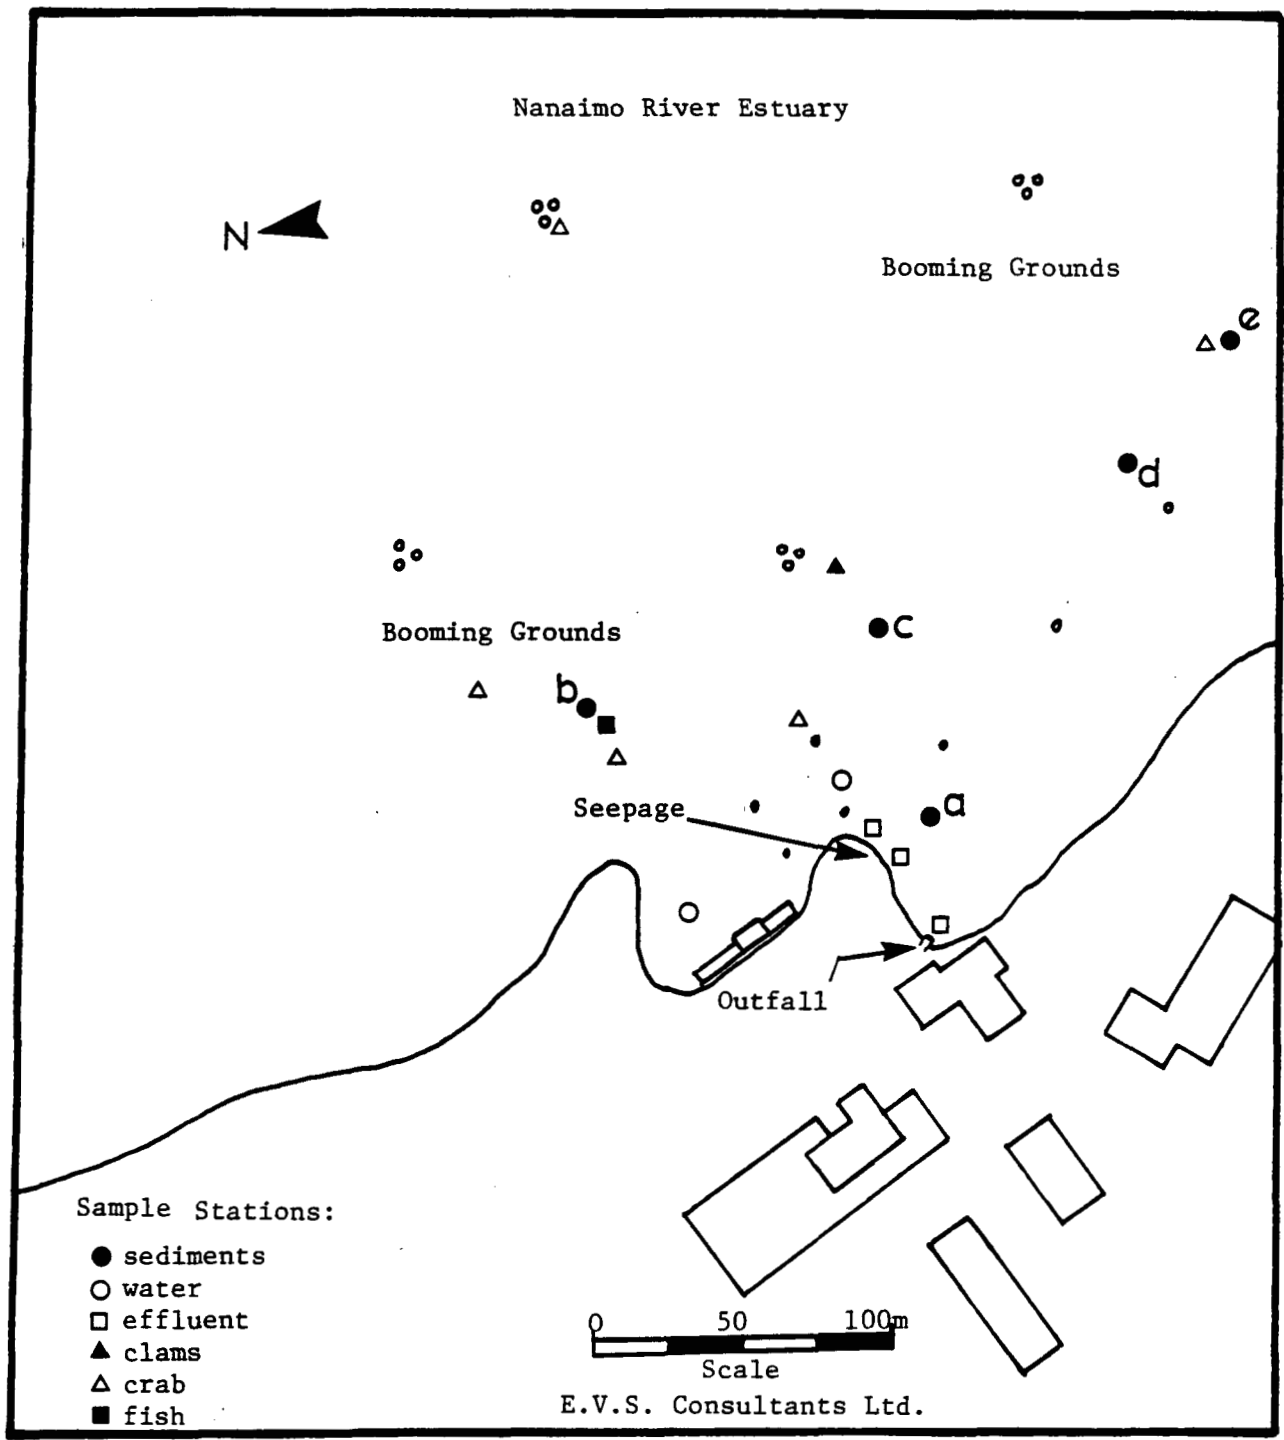 Nanaimo River Estuary
N
Booming Grounds
e
d
c
Booming Grounds
b
a
Seepage
Outfall
Sample Stations:
sediments
water
effluent
clams
crab
fish
0 50 100m
Scale
E.V.S. Consultants Ltd.